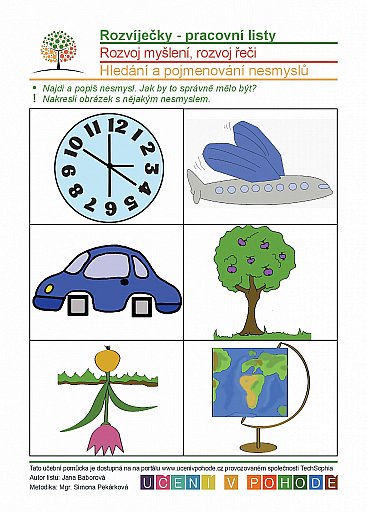 Rozvíječky - pracovní listy
Rozvoj myšlení, rozvoj řeči
Hledání a pojmenování nesmyslů
• Najdi a popiš nesmysl. Jak by to správně mělo být?
! Nakresli obrázek s nějakým nesmyslem.
12
1
2
3
4
5
6
7
8
9
10
11
Tato učební pomůcka je dostupná na na portálu www.ucenivpohode.cz provozovaném společností TechSophia
Autor listu: Jana Baborová
Metodika: Mgr. Simona Pekárková
UČENÍ V POHODĚ